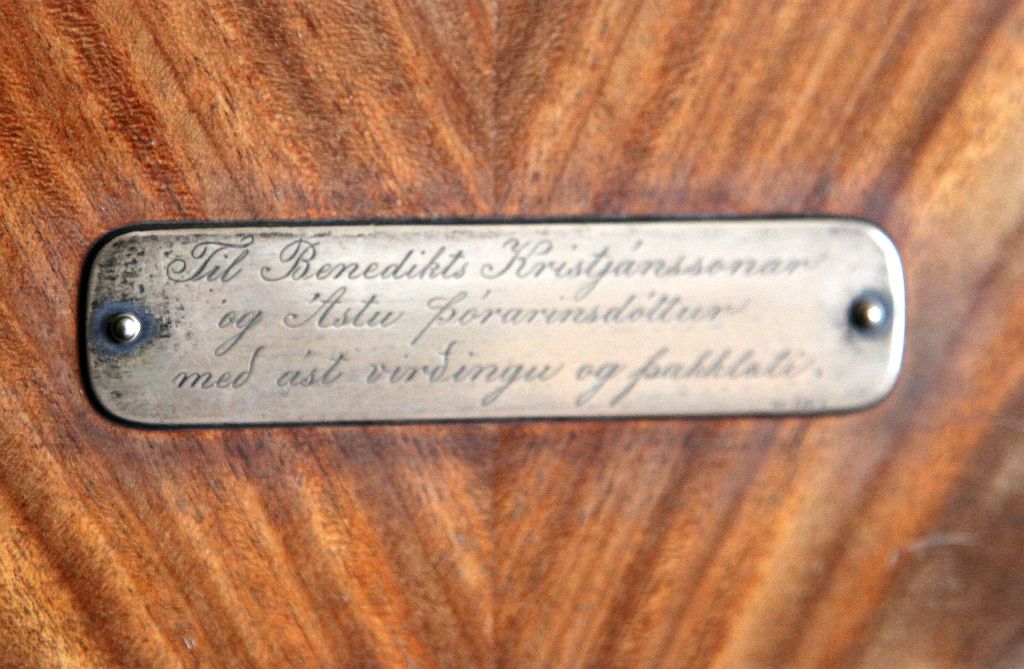 Til Benedikts Kristjánssonar
og Ástu Þórarinsdóttur
með ást virðingu og þakklæti.